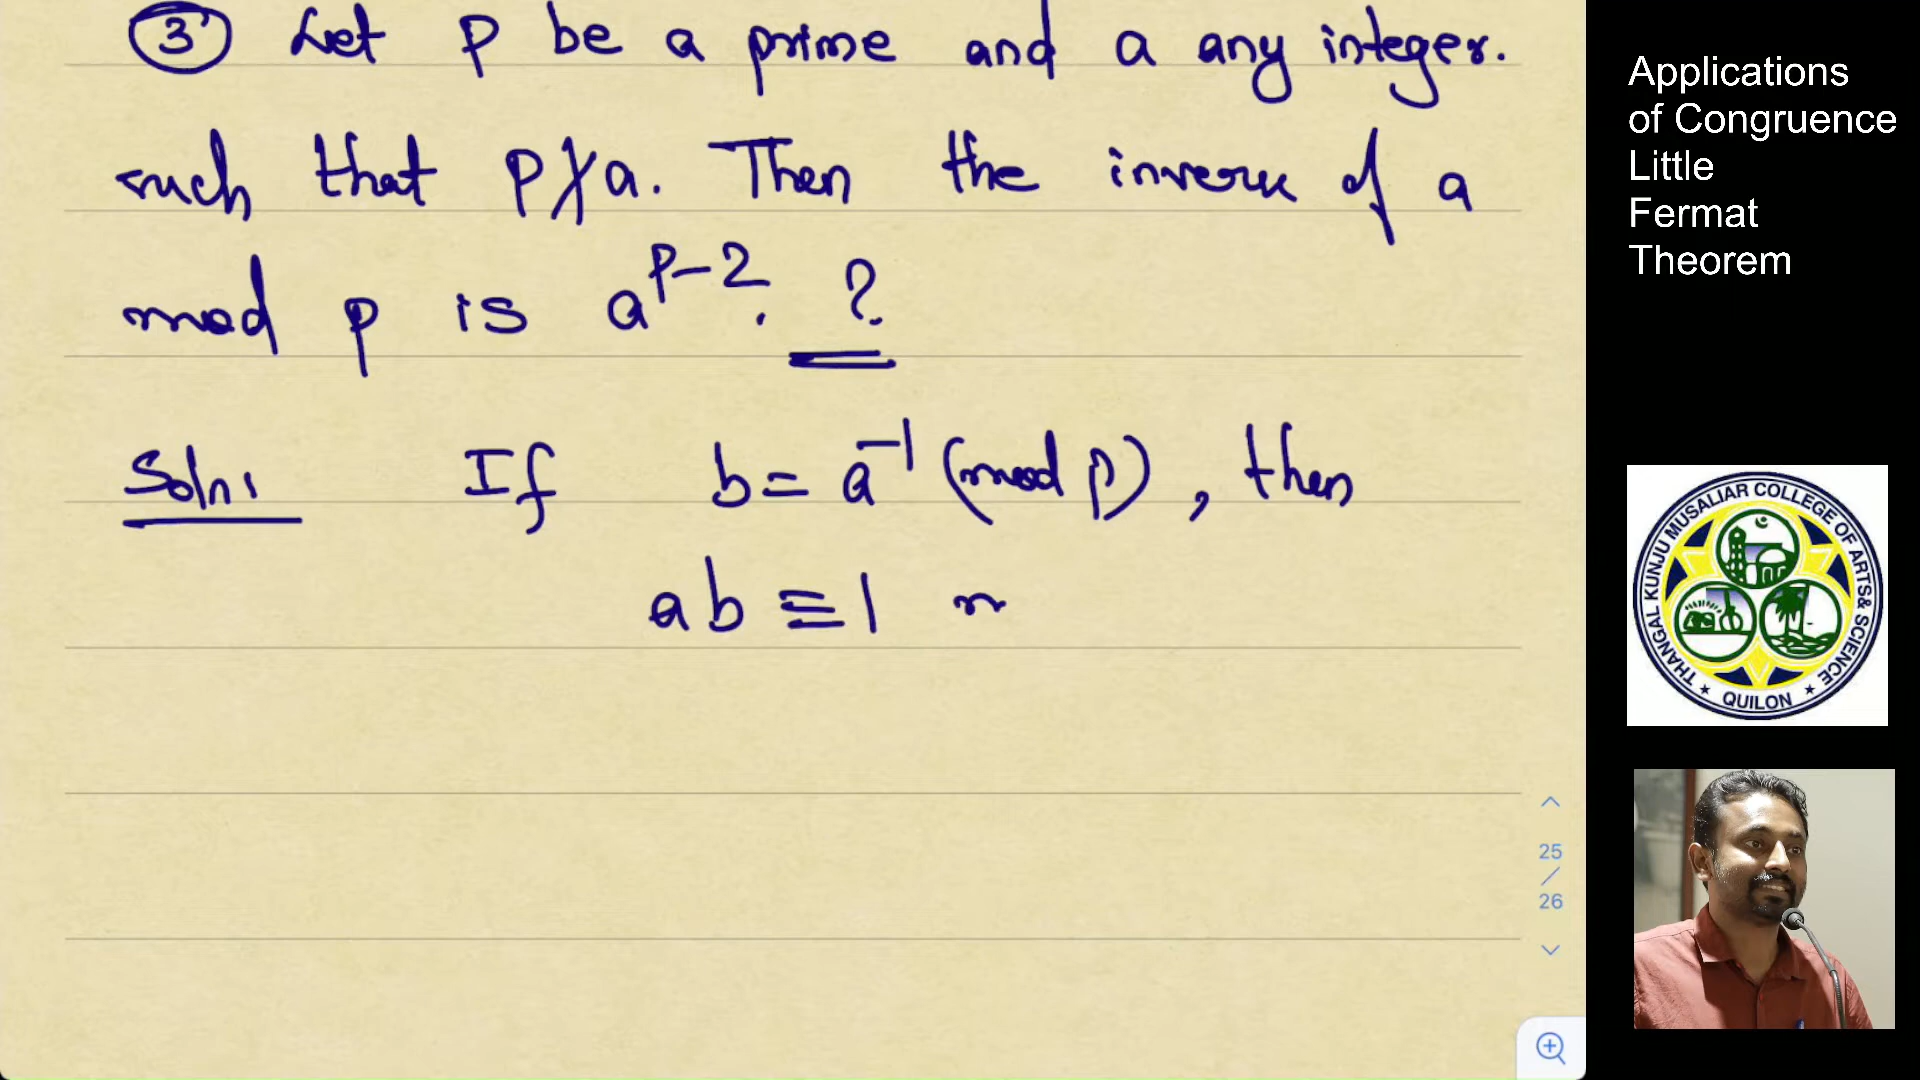 ③ Let p be a prime and a any integer.
such that p∤a. Then the inverse of a
mod p is a^{p-2}. ?
Soln: If b = a^{-1} (mod p), then
ab ≡ 1 m
Applications
of Congruence
Little
Fermat
Theorem
THANGAL KUNJU MUSALIAR COLLEGE OF ARTS & SCIENCE
★ QUILON ★
25
/
26